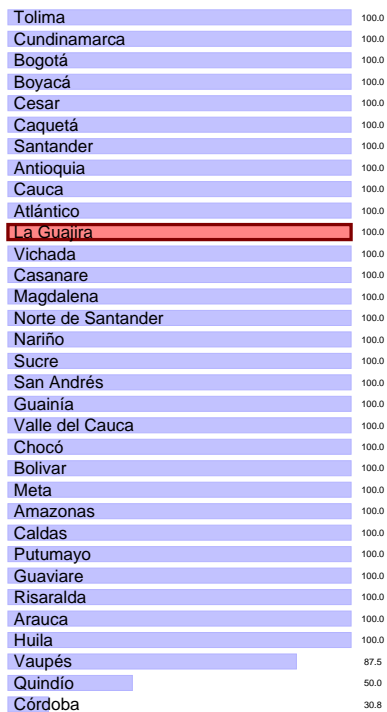 Tolima 100.0
Cundinamarca 100.0
Bogotá 100.0
Boyacá 100.0
Cesar 100.0
Caquetá 100.0
Santander 100.0
Antioquia 100.0
Cauca 100.0
Atlántico 100.0
La Guajira 100.0
Vichada 100.0
Casanare 100.0
Magdalena 100.0
Norte de Santander 100.0
Nariño 100.0
Sucre 100.0
San Andrés 100.0
Guainía 100.0
Valle del Cauca 100.0
Chocó 100.0
Bolivar 100.0
Meta 100.0
Amazonas 100.0
Caldas 100.0
Putumayo 100.0
Guaviare 100.0
Risaralda 100.0
Arauca 100.0
Huila 100.0
Vaupés 87.5
Quindío 50.0
Córdoba 30.8